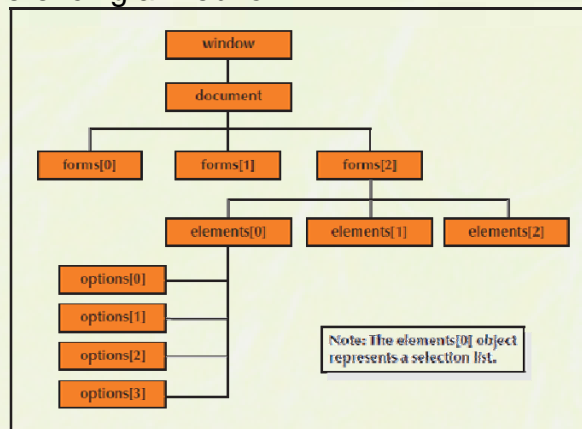 window
document
forms[0] forms[1] forms[2]
elements[0] elements[1] elements[2]
options[0]
options[1]
options[2]
options[3]
Note: The elements[0] object
represents a selection list.